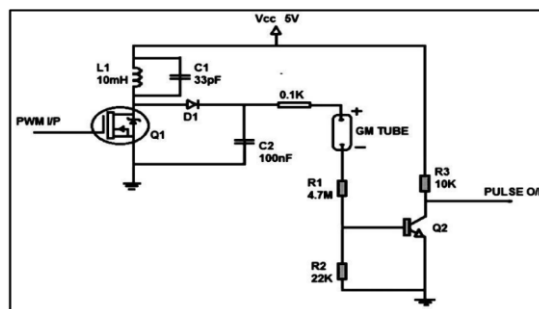 Vcc 5V
L1
10mH
C1
33pF
0.1K
+
GM TUBE
−
PWM I/P
Q1
D1
C2
100nF
R1
4.7M
R3
10K
PULSE O/
Q2
R2
22K